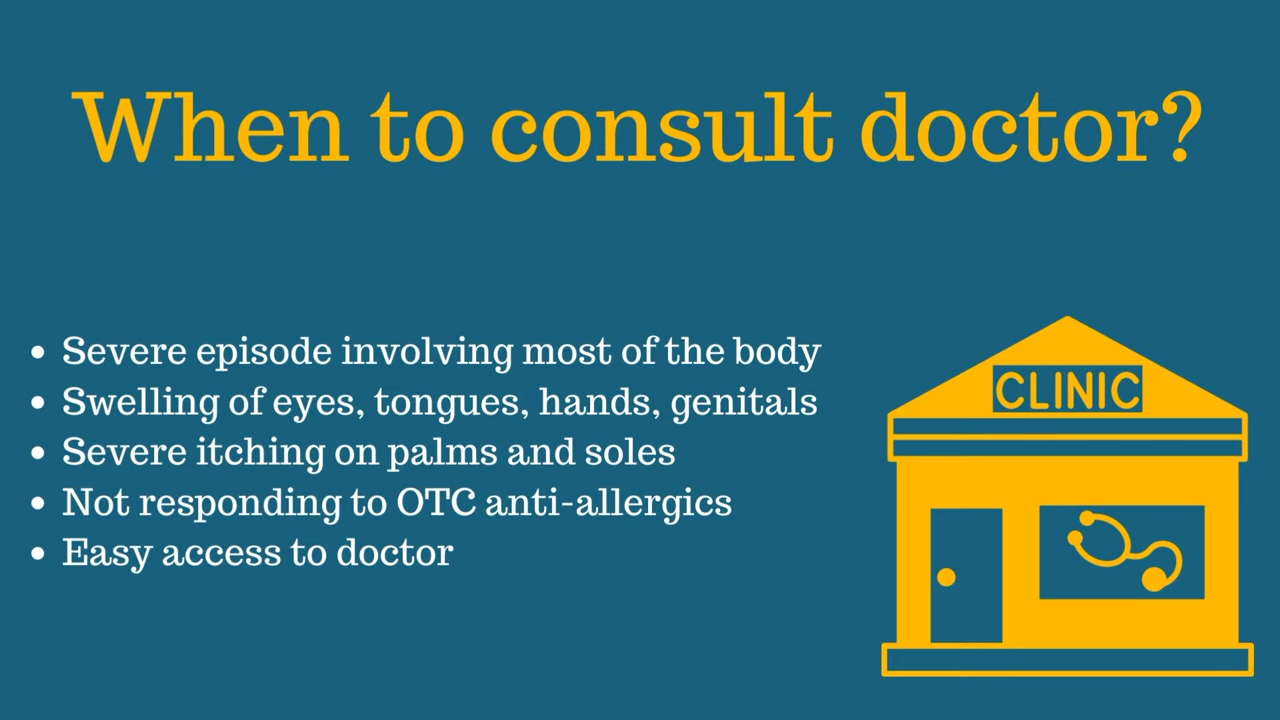 When to consult doctor?
• Severe episode involving most of the body
• Swelling of eyes, tongues, hands, genitals
• Severe itching on palms and soles
• Not responding to OTC anti-allergics
• Easy access to doctor
CLINIC